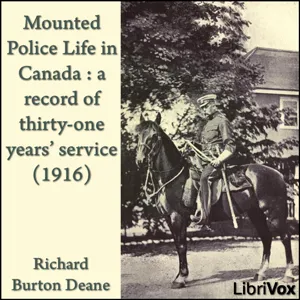 Mounted
Police Life in
Canada : a
record of
thirty-one
years' service
(1916)
Richard
Burton Deane
LibriVox